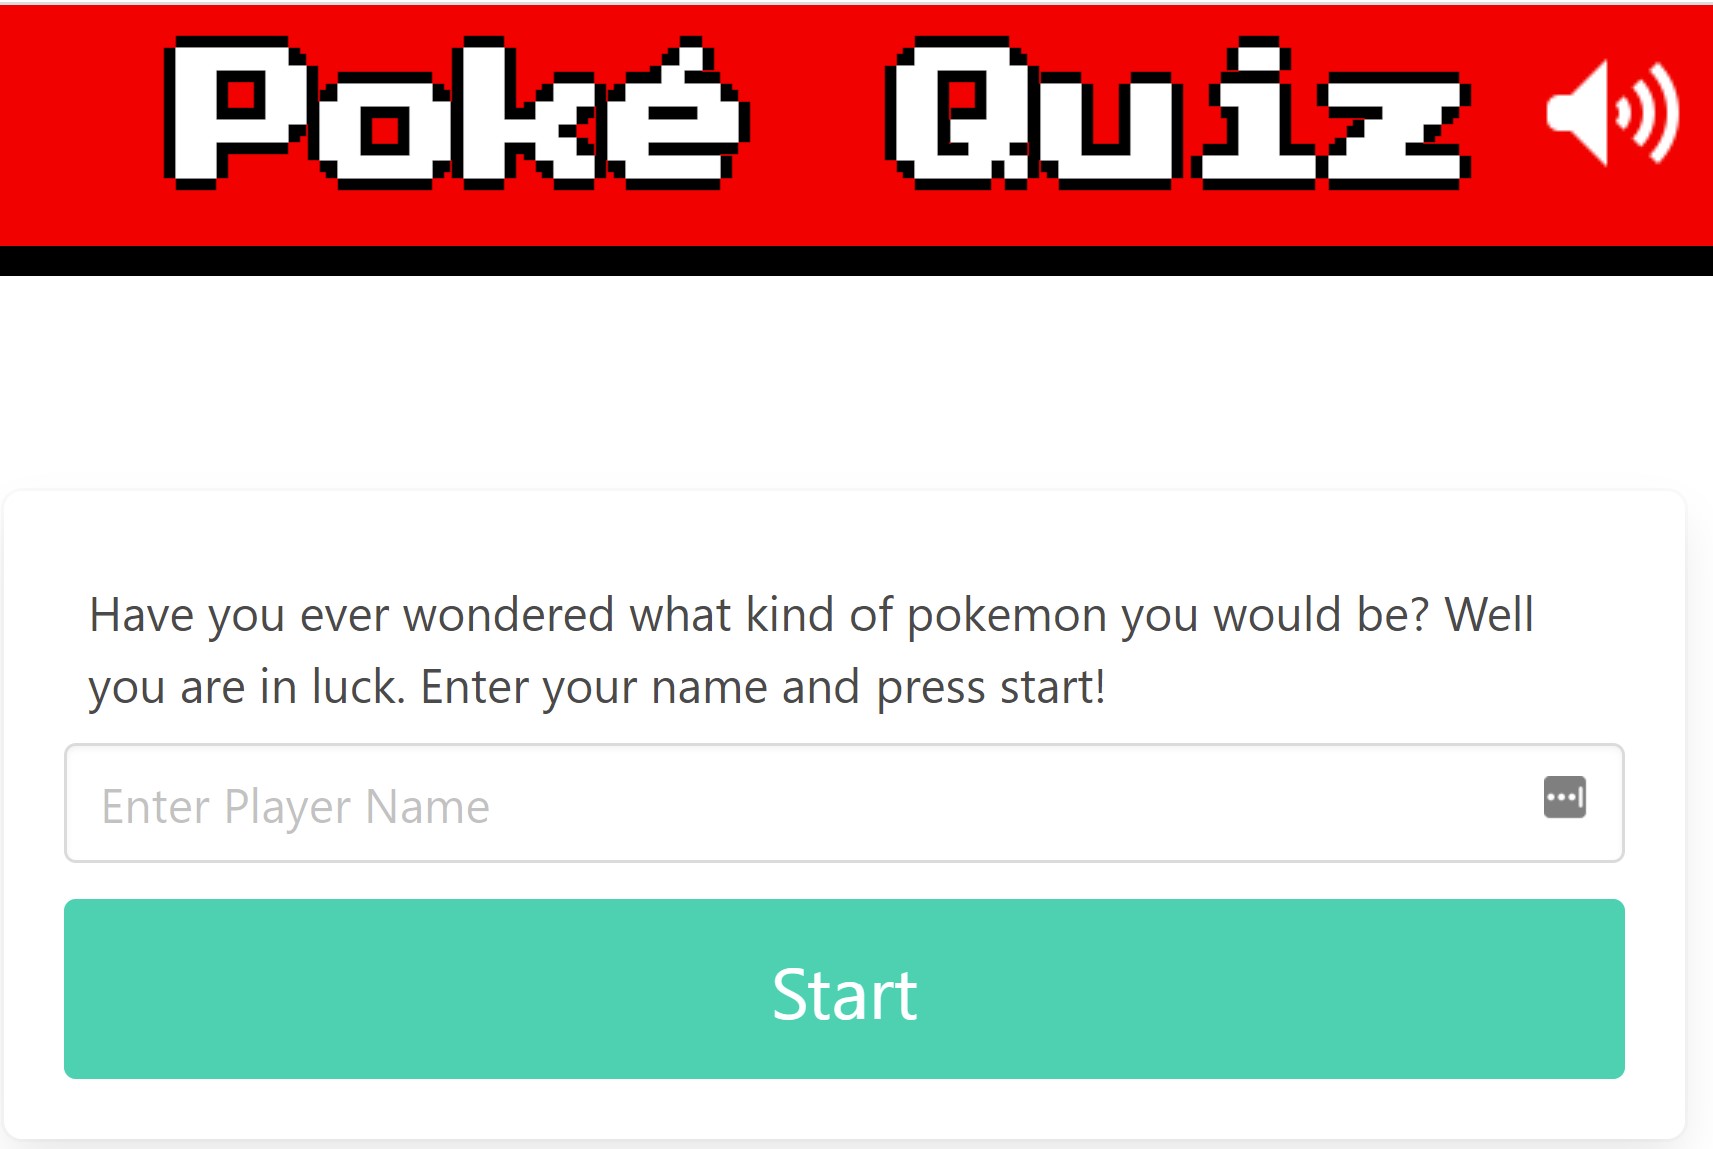 Poké Quiz
Have you ever wondered what kind of pokemon you would be? Well
you are in luck. Enter your name and press start!
Enter Player Name
Start